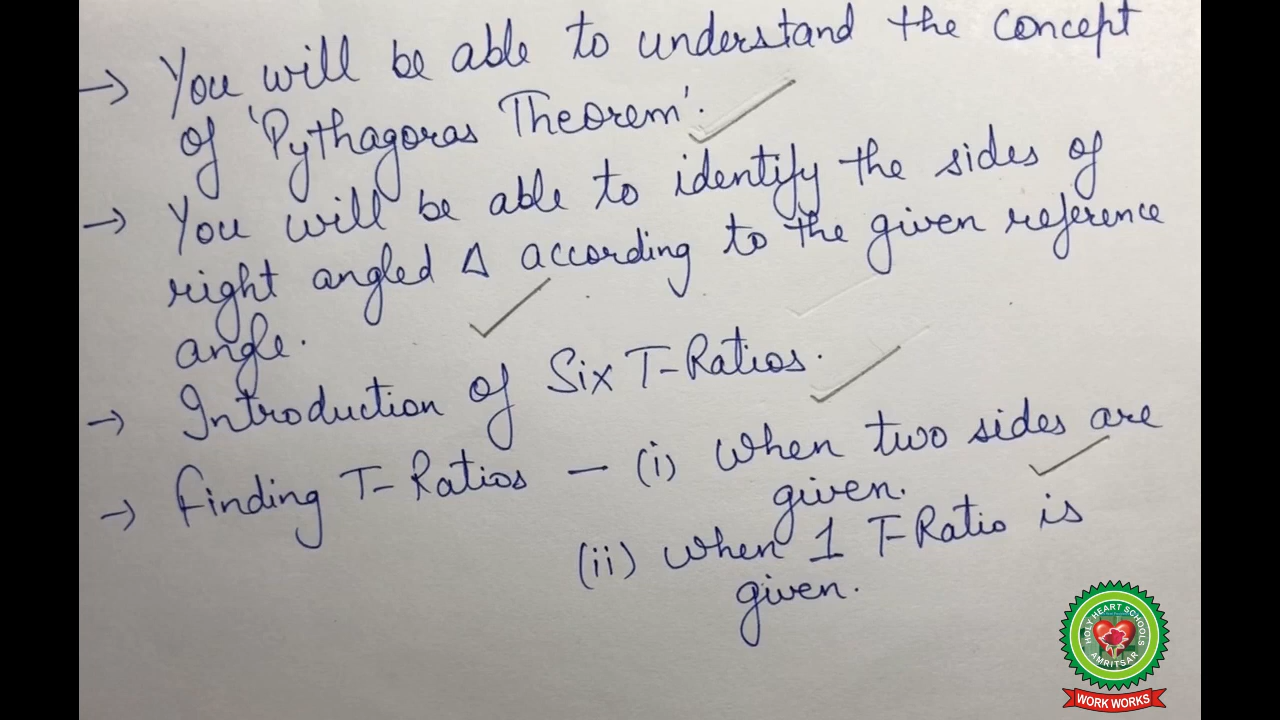 → You will be able to understand the concept
of 'Pythagoras Theorem'.
→ You will be able to identify the sides of
right angled Δ according to the given reference
angle.
→ Introduction of Six T-Ratios.
→ Finding T-Ratios — (i) When two sides are
given.
(ii) When 1 T-Ratio is
given.
HOLY HEART SCHOOLS
AMRITSAR
WORK WORKS